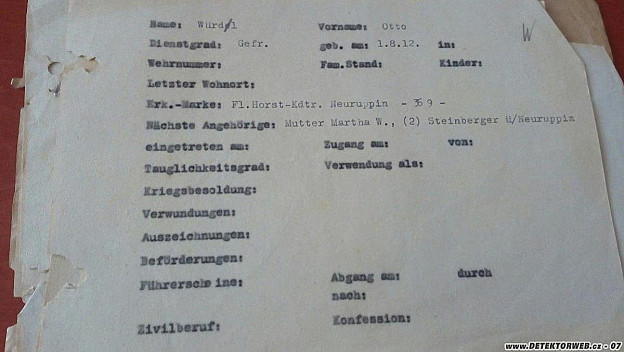 Name: Würd/l Vorname: Otto
W
Dienstgrad: Gefr. geb. am: 1.8.12. in:
Wehrnummer: Fam.Stand: Kinder:
Letzter Wohnort:
Erk.-Marke: Fl.Horst-Kdtr. Neuruppin - 369 -
Nächste Angehörige: Mutter Martha W., (2) Steinberger ü/Neuruppin
eingetreten am: Zugang am: von:
Tauglichkeitsgrad: Verwendung als:
Kriegsbesoldung:
Verwundungen:
Auszeichnungen:
Beförderungen:
Führerscheine: Abgang am: durch
nach:
Zivilberuf: Konfession:
www.DETEKTORWEB.cz - 07